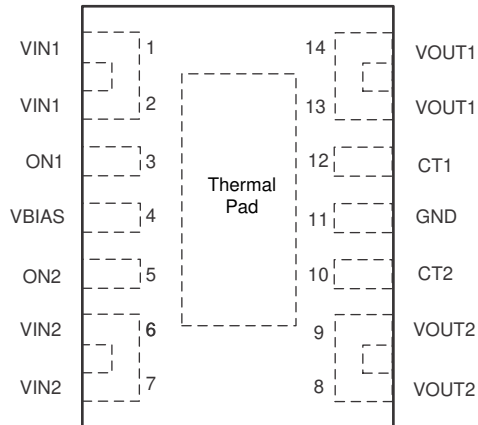 VIN1 1 14 VOUT1
VIN1 2 13 VOUT1
ON1 3 12 CT1
Thermal
Pad
VBIAS 4 11 GND
ON2 5 10 CT2
VIN2 6 9 VOUT2
VIN2 7 8 VOUT2